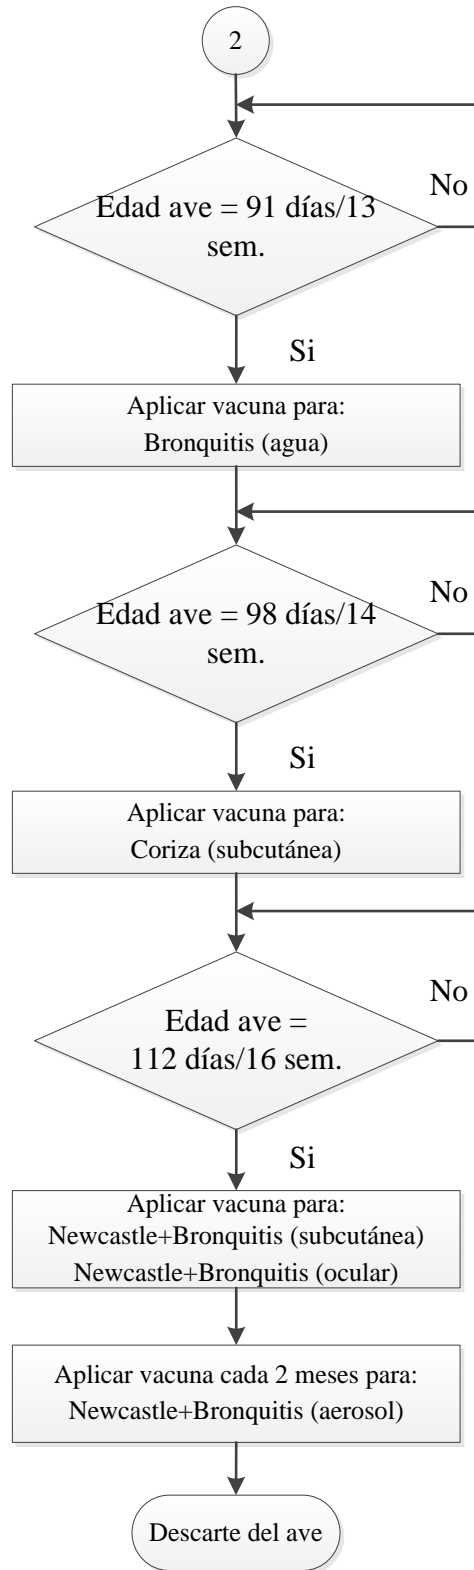 2
No
Edad ave = 91 días/13
sem.
Si
Aplicar vacuna para:
Bronquitis (agua)
No
Edad ave = 98 días/14
sem.
Si
Aplicar vacuna para:
Coriza (subcutánea)
No
Edad ave =
112 días/16 sem.
Si
Aplicar vacuna para:
Newcastle+Bronquitis (subcutánea)
Newcastle+Bronquitis (ocular)
Aplicar vacuna cada 2 meses para:
Newcastle+Bronquitis (aerosol)
Descarte del ave